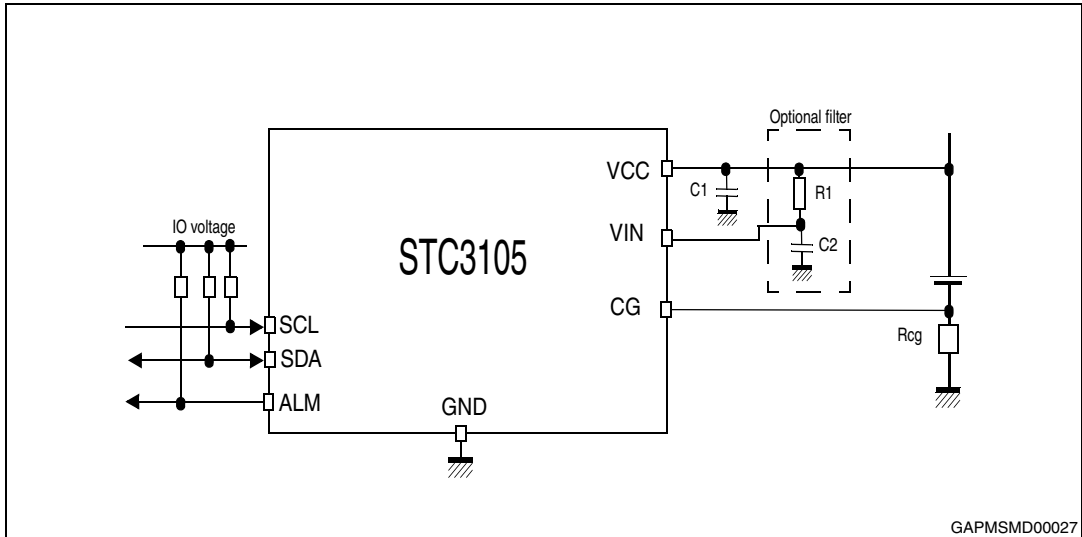 Optional filter
VCC
C1
R1
IO voltage
VIN
C2
STC3105
CG
SCL
Rcg
SDA
ALM
GND
GAPMSMD00027